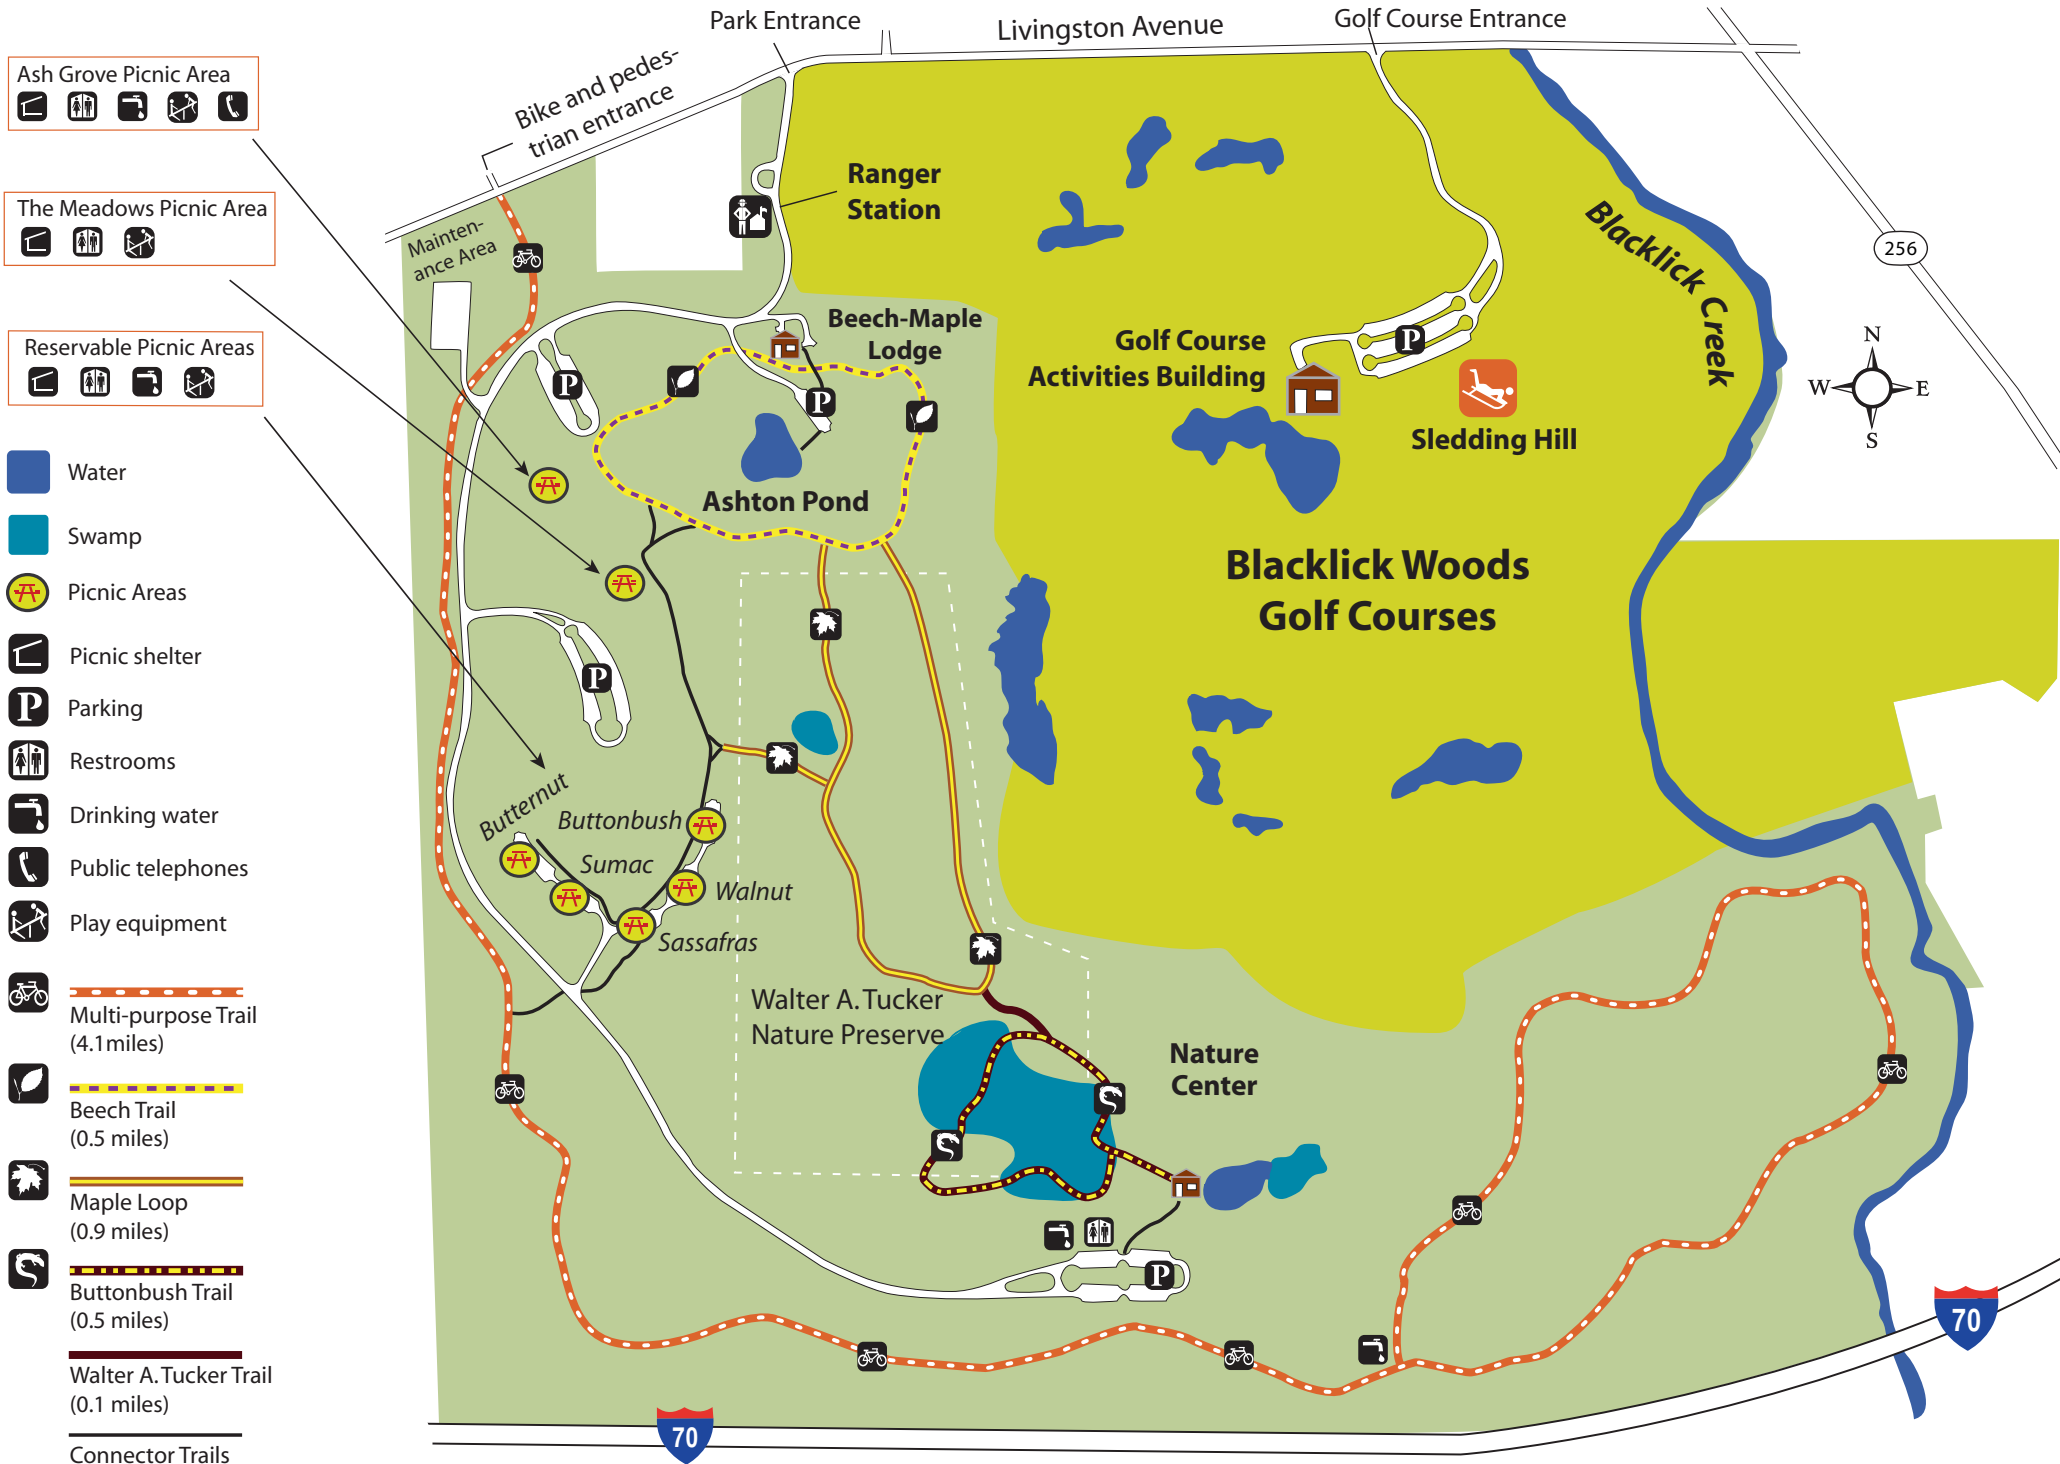 Park Entrance
Livingston Avenue
Golf Course Entrance
Bike and pedes-
trian entrance
Ash Grove Picnic Area
The Meadows Picnic Area
Reservable Picnic Areas
Water
Swamp
Picnic Areas
Picnic shelter
P
Parking
Restrooms
Drinking water
Public telephones
Play equipment
Multi-purpose Trail
(4.1miles)
Beech Trail
(0.5 miles)
Maple Loop
(0.9 miles)
Buttonbush Trail
(0.5 miles)
Walter A. Tucker Trail
(0.1 miles)
Connector Trails
Mainten-
ance Area
Ranger
Station
Beech-Maple
Lodge
P
P
Ashton Pond
Golf Course
Activities Building
P
Sledding Hill
Blacklick Creek
256
N
W
E
S
Blacklick Woods
Golf Courses
P
Butternut
Buttonbush
Sumac
Walnut
Sassafras
Walter A. Tucker
Nature Preserve
Nature
Center
P
70
70